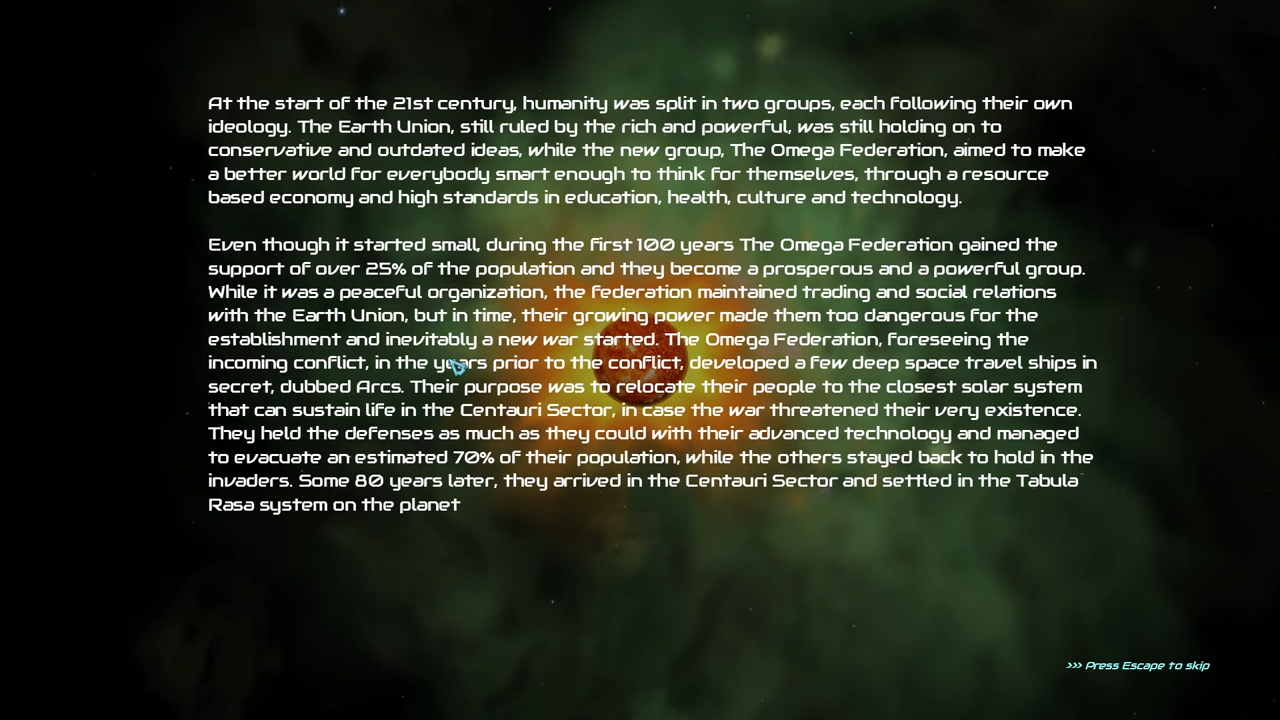 At the start of the 21st century, humanity was split in two groups, each following their own
ideology. The Earth Union, still ruled by the rich and powerful, was still holding on to
conservative and outdated ideas, while the new group, The Omega Federation, aimed to make
a better world for everybody smart enough to think for themselves, through a resource
based economy and high standards in education, health, culture and technology.
Even though it started small, during the first 100 years The Omega Federation gained the
support of over 25% of the population and they become a prosperous and a powerful group.
While it was a peaceful organization, the federation maintained trading and social relations
with the Earth Union, but in time, their growing power made them too dangerous for the
establishment and inevitably a new war started. The Omega Federation, foreseeing the
incoming conflict, in the years prior to the conflict, developed a few deep space travel ships in
secret, dubbed Arcs. Their purpose was to relocate their people to the closest solar system
that can sustain life in the Centauri Sector, in case the war threatened their very existence.
They held the defenses as much as they could with their advanced technology and managed
to evacuate an estimated 70% of their population, while the others stayed back to hold in the
invaders. Some 80 years later, they arrived in the Centauri Sector and settled in the Tabula
Rasa system on the planet
>>> Press Escape to skip